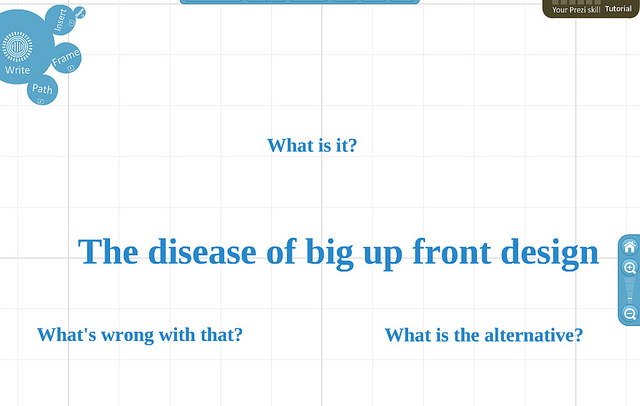 Insert
Write
Frame
Path
Your Prezi skill
Tutorial
What is it?
The disease of big up front design
What's wrong with that?
What is the alternative?